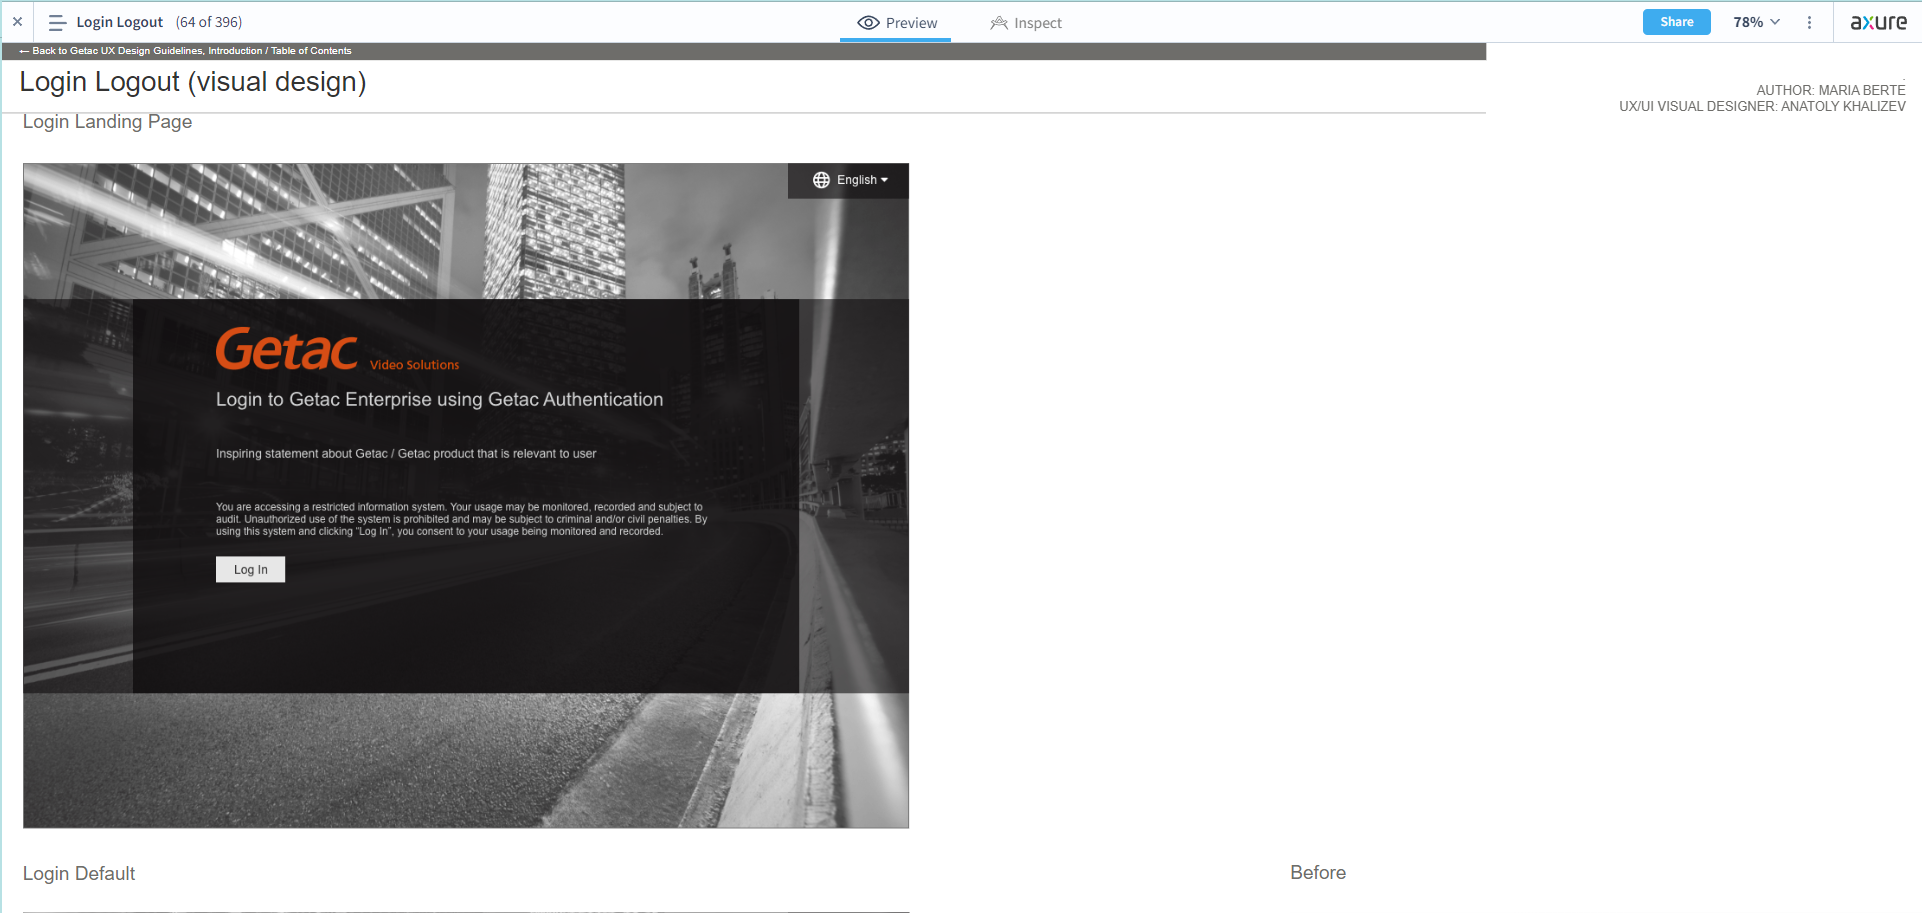 Login Logout (64 of 396)
Preview
Inspect
Share
78%
axure
← Back to Getac UX Design Guidelines, Introduction / Table of Contents
Login Logout (visual design)
AUTHOR: MARIA BERTE
UX/UI VISUAL DESIGNER: ANATOLY KHALIZEV
Login Landing Page
English
Getac Video Solutions
Login to Getac Enterprise using Getac Authentication
Inspiring statement about Getac / Getac product that is relevant to user
You are accessing a restricted information system. Your usage may be monitored, recorded and subject to
audit. Unauthorized use of the system is prohibited and may be subject to criminal and/or civil penalties. By
using this system and clicking “Log In”, you consent to your usage being monitored and recorded.
Log In
Login Default
Before